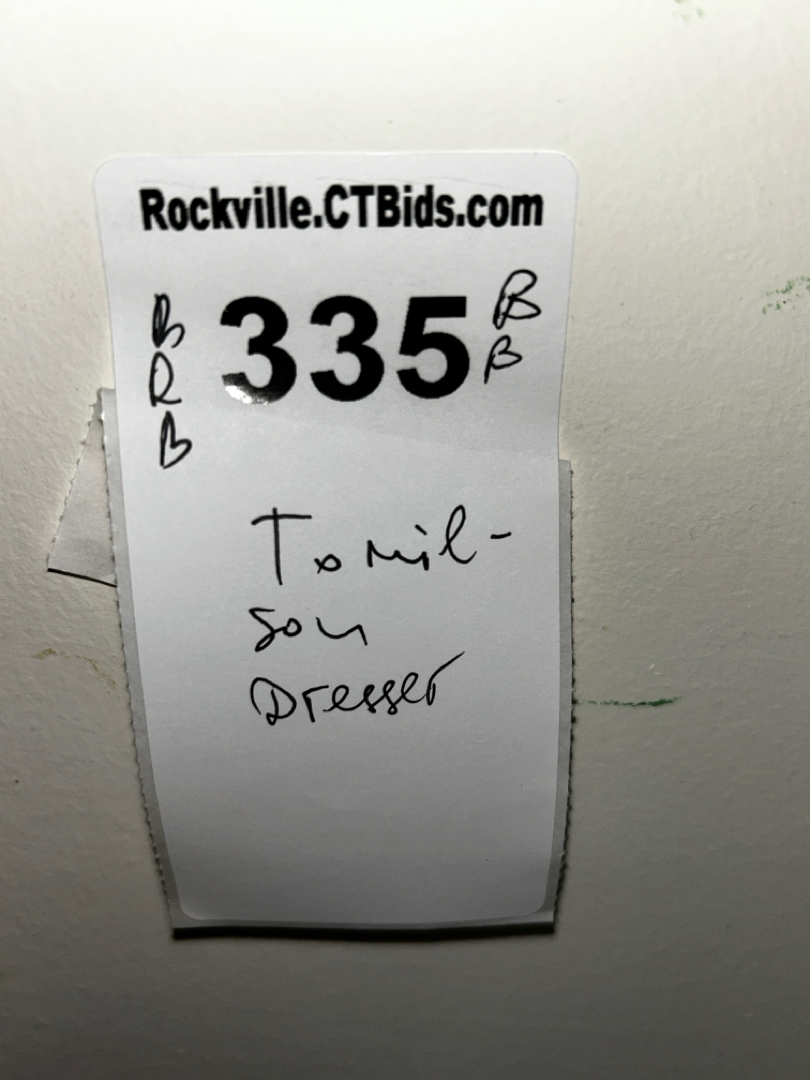 Rockville.CTBids.com
B
R
B
335
B
B
Tomil-
son
Dresser